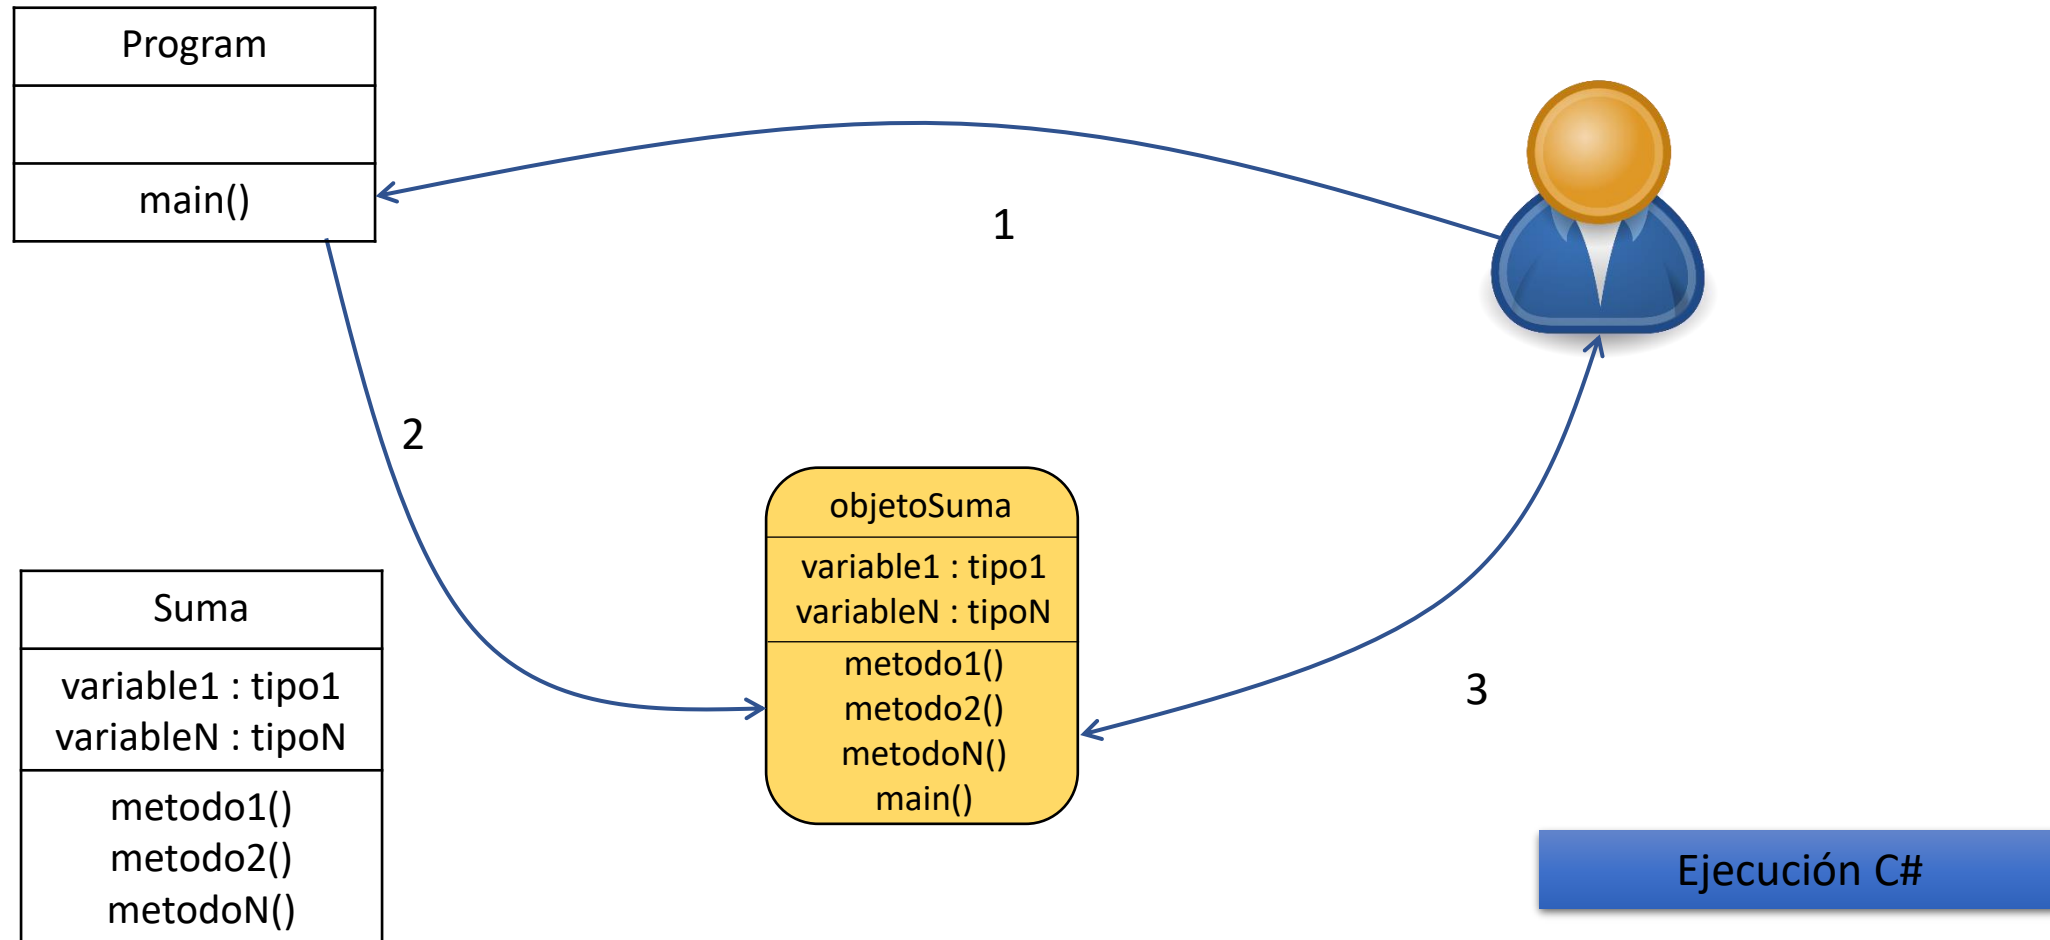 Program
main()
1
2
objetoSuma
variable1 : tipo1
variableN : tipoN
metodo1()
metodo2()
metodoN()
main()
3
Suma
variable1 : tipo1
variableN : tipoN
metodo1()
metodo2()
metodoN()
Ejecución C#